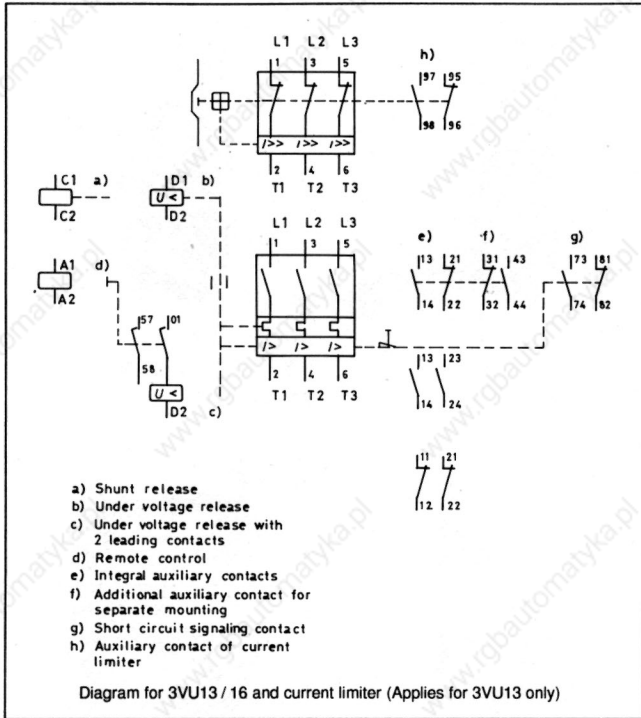 L1 L2 L3
1 3 5
h)
97 95
98 96
I>> I>> I>>
2 4 6
T1 T2 T3
C1 a)
C2
D1 b)
U <
D2
L1 L2 L3
1 3 5
A1 d)
A2
57 01
58
U <
D2 c)
I> I> I>
2 4 6
T1 T2 T3
e) f) g)
13 21 31 43 73 81
14 22 32 44 74 82
13 23
14 24
11 21
12 22
a) Shunt release
b) Under voltage release
c) Under voltage release with
2 leading contacts
d) Remote control
e) Integral auxiliary contacts
f) Additional auxiliary contact for
separate mounting
g) Short circuit signaling contact
h) Auxiliary contact of current
limiter
Diagram for 3VU13 / 16 and current limiter (Applies for 3VU13 only)
www.rgbautomatyka.pl